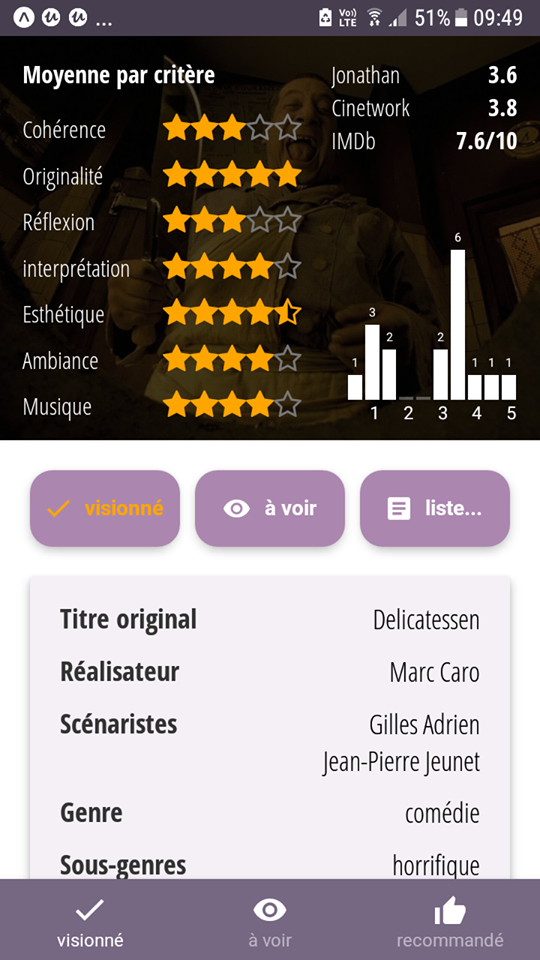 ... Vo)) LTE 51% 09:49
Moyenne par critère
Jonathan 3.6
Cinetwork 3.8
IMDb 7.6/10
Cohérence
Originalité
Réflexion
interprétation
Esthétique
Ambiance
Musique
1 3 2 2 6 1 1 1
1 2 3 4 5
visionné à voir liste...
Titre original Delicatessen
Réalisateur Marc Caro
Scénaristes Gilles Adrien
Jean-Pierre Jeunet
Genre comédie
Sous-genres horrifique
visionné à voir recommandé